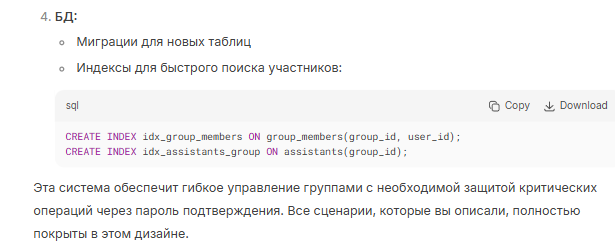 4. БД:
Миграции для новых таблиц
Индексы для быстрого поиска участников:
sql Copy Download
CREATE INDEX idx_group_members ON group_members(group_id, user_id);
CREATE INDEX idx_assistants_group ON assistants(group_id);
Эта система обеспечит гибкое управление группами с необходимой защитой критических
операций через пароль подтверждения. Все сценарии, которые вы описали, полностью
покрыты в этом дизайне.